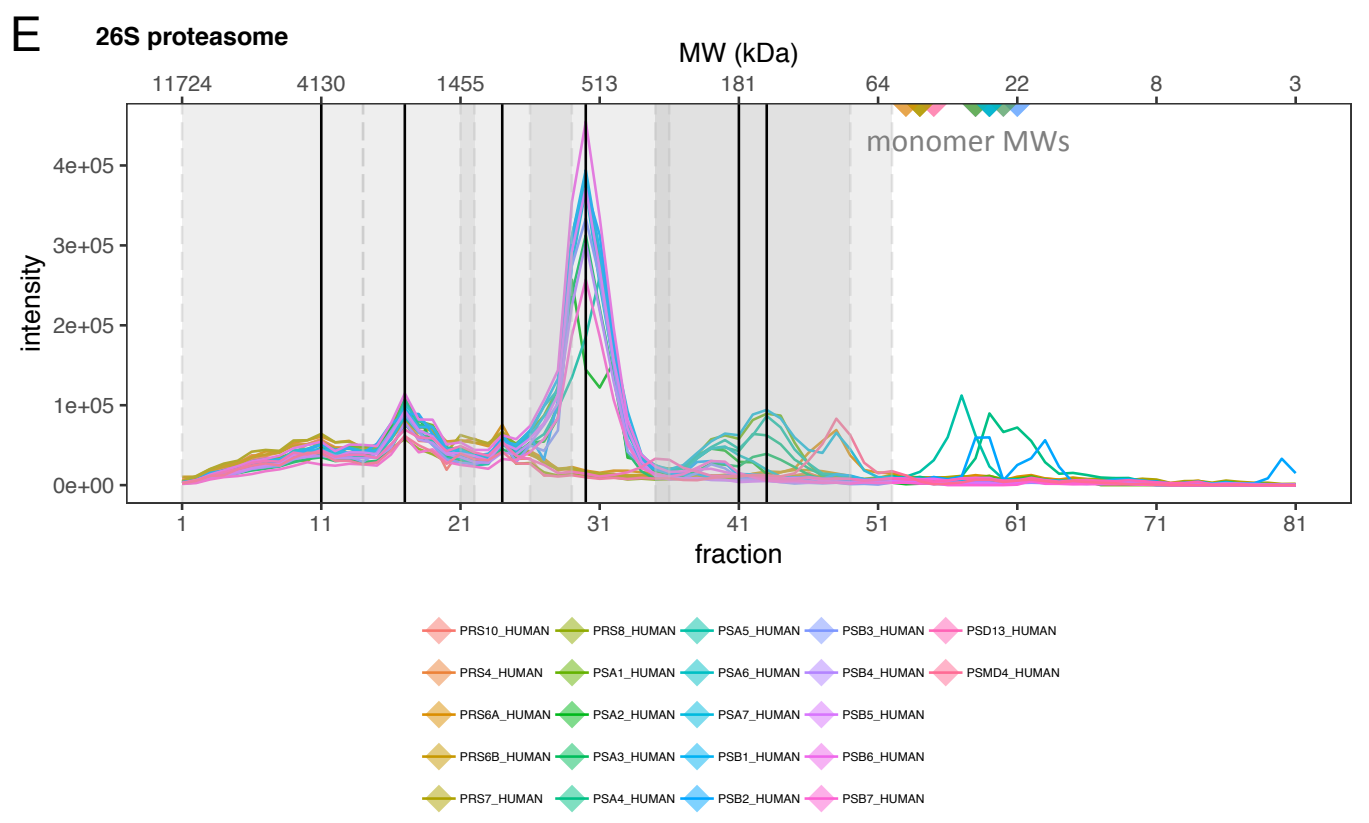 E 26S proteasome
MW (kDa)
11724 4130 1455 513 181 64 22 8 3
monomer MWs
4e+05
3e+05
2e+05
1e+05
0e+00
intensity
1 11 21 31 41 51 61 71 81
fraction
PRS10_HUMAN PRS8_HUMAN PSA5_HUMAN PSB3_HUMAN PSD13_HUMAN
PRS4_HUMAN PSA1_HUMAN PSA6_HUMAN PSB4_HUMAN PSMD4_HUMAN
PRS6A_HUMAN PSA2_HUMAN PSA7_HUMAN PSB5_HUMAN
PRS6B_HUMAN PSA3_HUMAN PSB1_HUMAN PSB6_HUMAN
PRS7_HUMAN PSA4_HUMAN PSB2_HUMAN PSB7_HUMAN